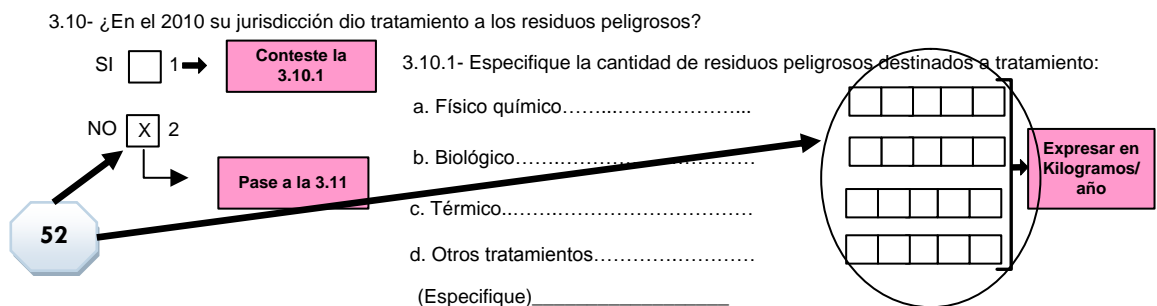 3.10- ¿En el 2010 su jurisdicción dio tratamiento a los residuos peligrosos?
SI 1
Conteste la
3.10.1
NO X 2
Pase a la 3.11
52
3.10.1- Especifique la cantidad de residuos peligrosos destinados a tratamiento:
a. Físico químico……...………………...
b. Biológico…….……………………………
c. Térmico...…….…………………………
d. Otros tratamientos………….…………
(Especifique)____________________
Expresar en
Kilogramos/
año